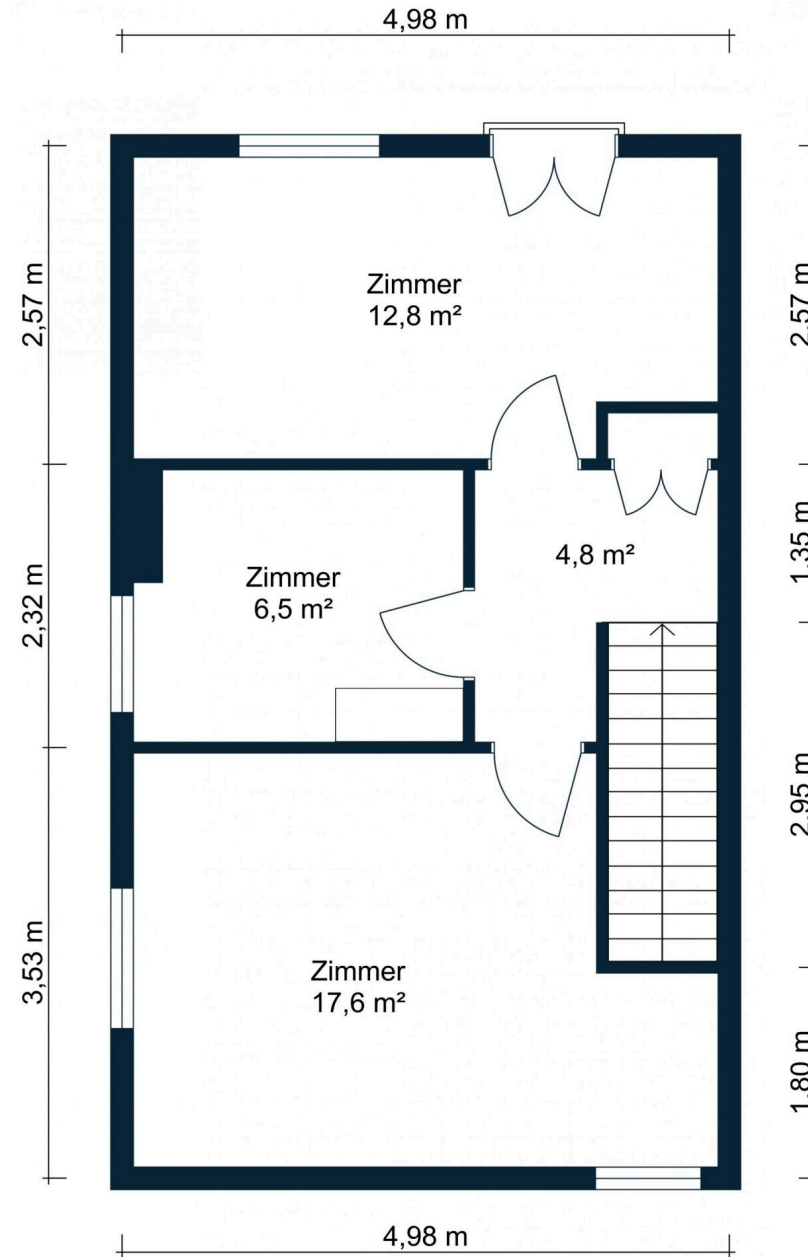 4,98 m
2,57 m
2,57 m
Zimmer
12,8 m²
1,35 m
4,8 m²
2,32 m
Zimmer
6,5 m²
2,95 m
3,53 m
Zimmer
17,6 m²
1,80 m
4,98 m